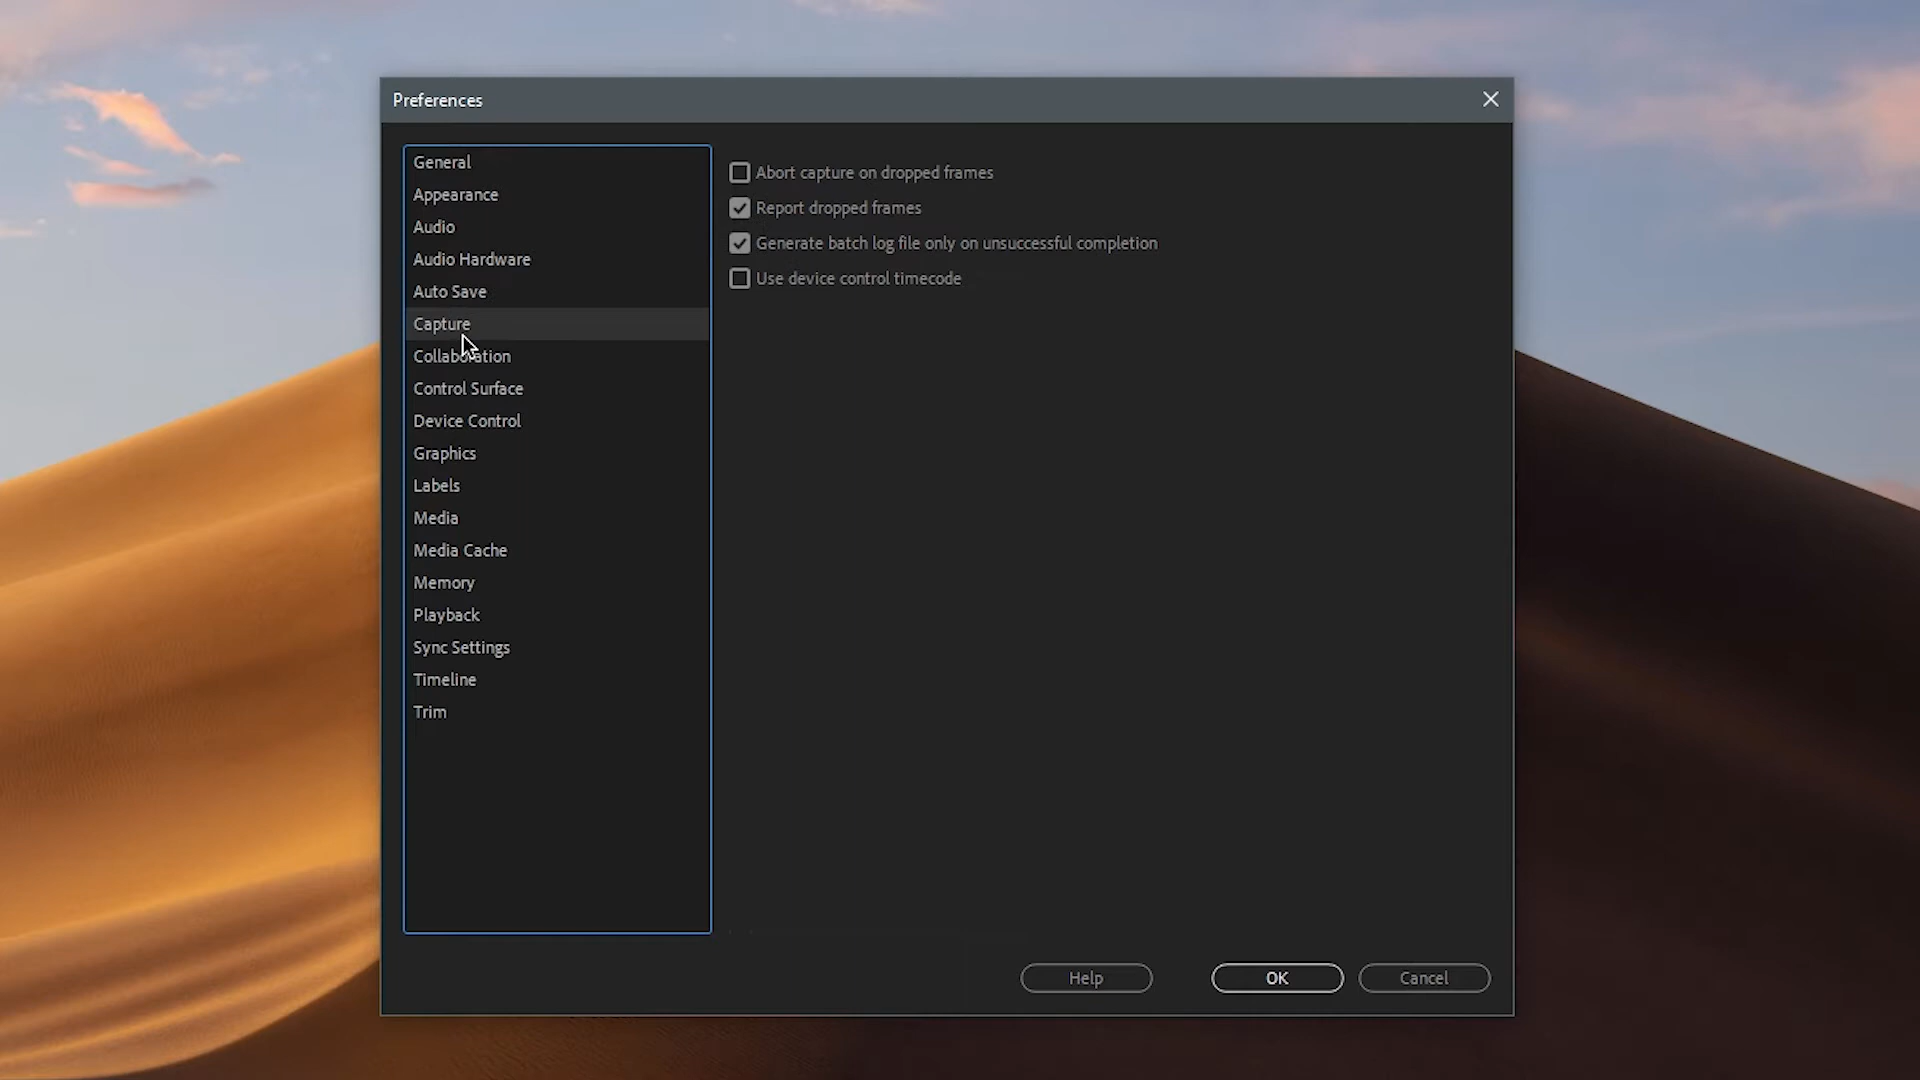 Preferences
General
Appearance
Audio
Audio Hardware
Auto Save
Capture
Collaboration
Control Surface
Device Control
Graphics
Labels
Media
Media Cache
Memory
Playback
Sync Settings
Timeline
Trim
Abort capture on dropped frames
Report dropped frames
Generate batch log file only on unsuccessful completion
Use device control timecode
Help
OK
Cancel